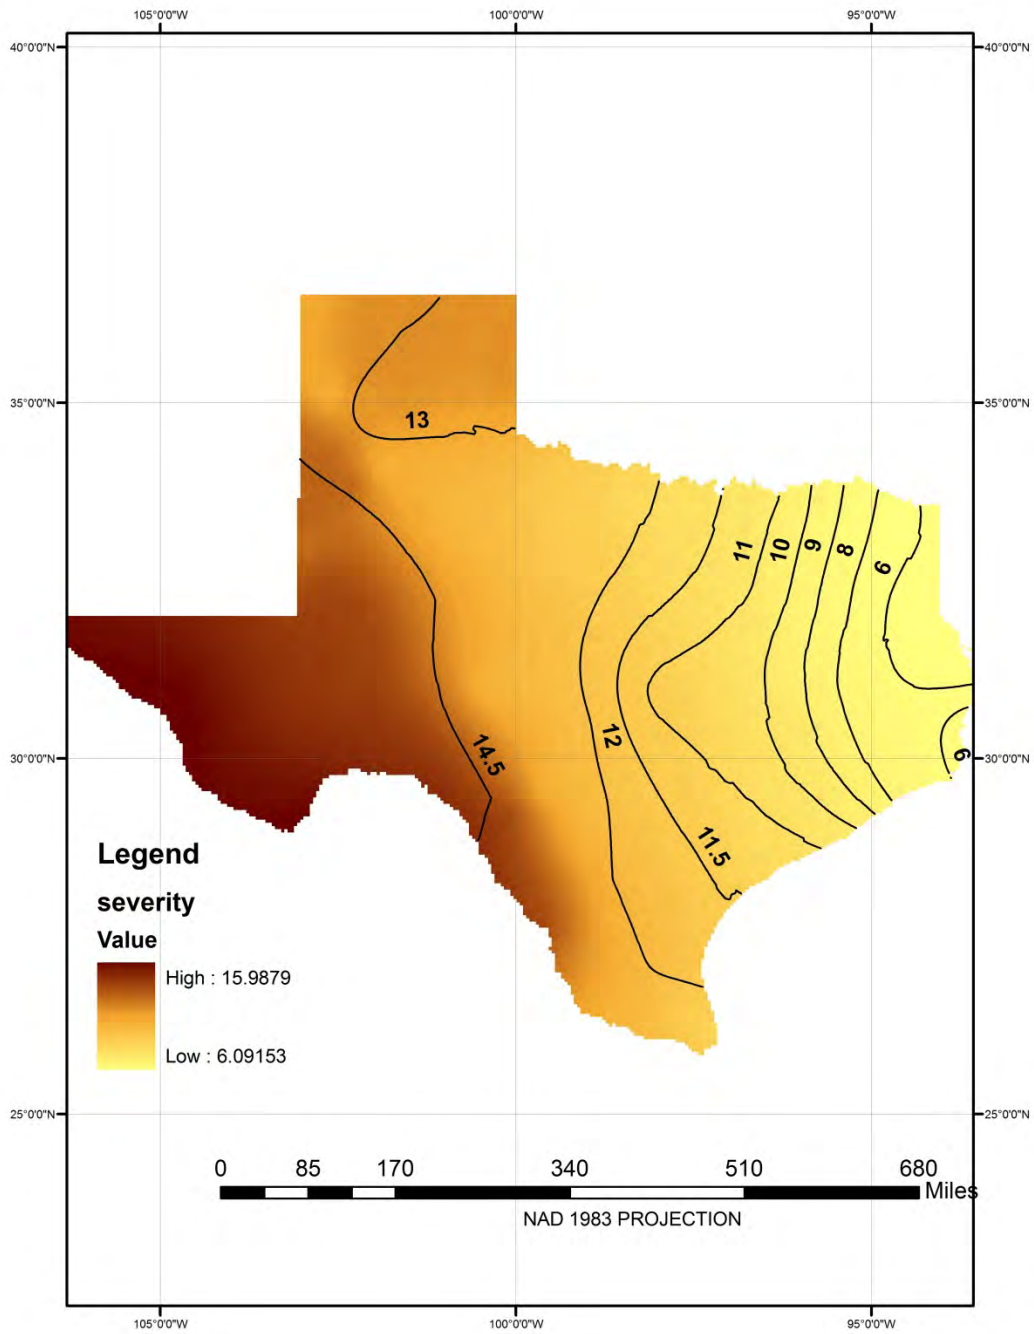 105°0'0"W 100°0'0"W 95°0'0"W
40°0'0"N 40°0'0"N
35°0'0"N 35°0'0"N
13
11
10
9
8
6
30°0'0"N 30°0'0"N
14.5
12
6
11.5
Legend
severity
Value
High : 15.9879
Low : 6.09153
25°0'0"N 25°0'0"N
0 85 170 340 510 680
Miles
NAD 1983 PROJECTION
105°0'0"W 100°0'0"W 95°0'0"W